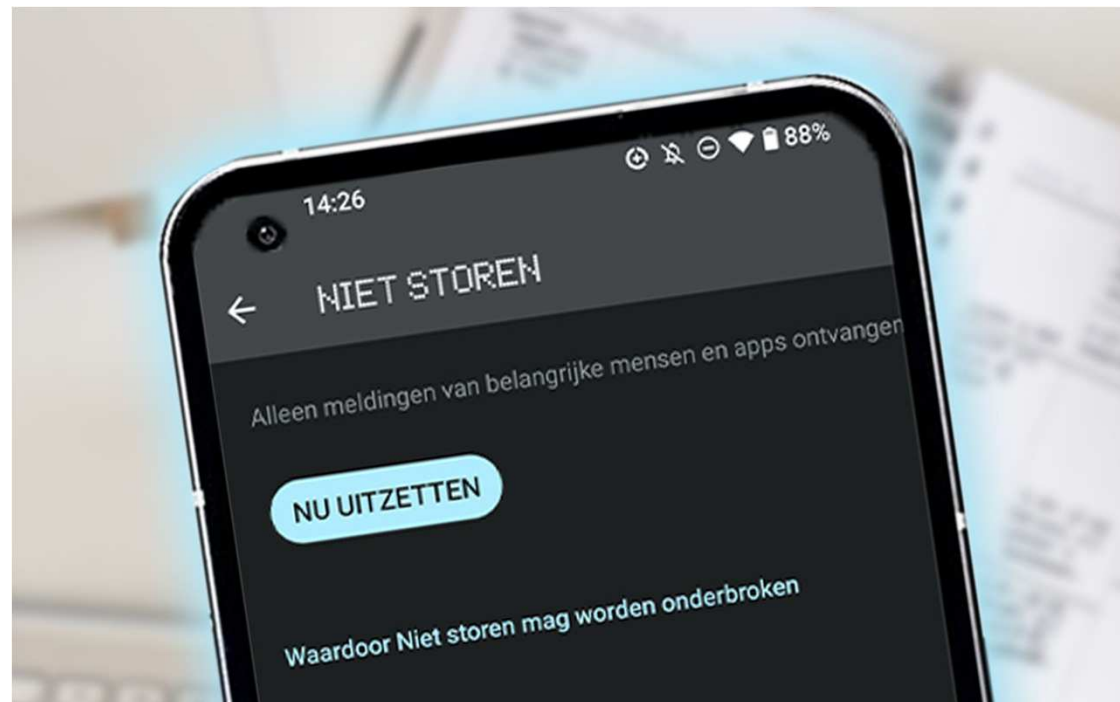 14:26
88%
NIET STOREN
Alleen meldingen van belangrijke mensen en apps ontvangen
NU UITZETTEN
Waardoor Niet storen mag worden onderbroken